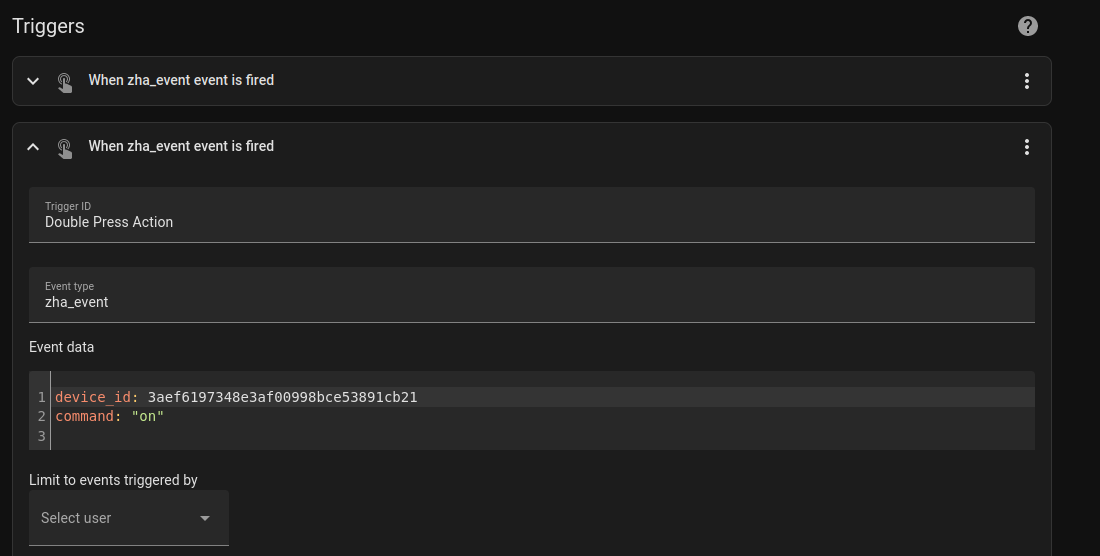 Triggers
When zha_event event is fired
When zha_event event is fired
Trigger ID
Double Press Action
Event type
zha_event
Event data
1 device_id: 3aef6197348e3af00998bce53891cb21
2 command: "on"
3
Limit to events triggered by
Select user